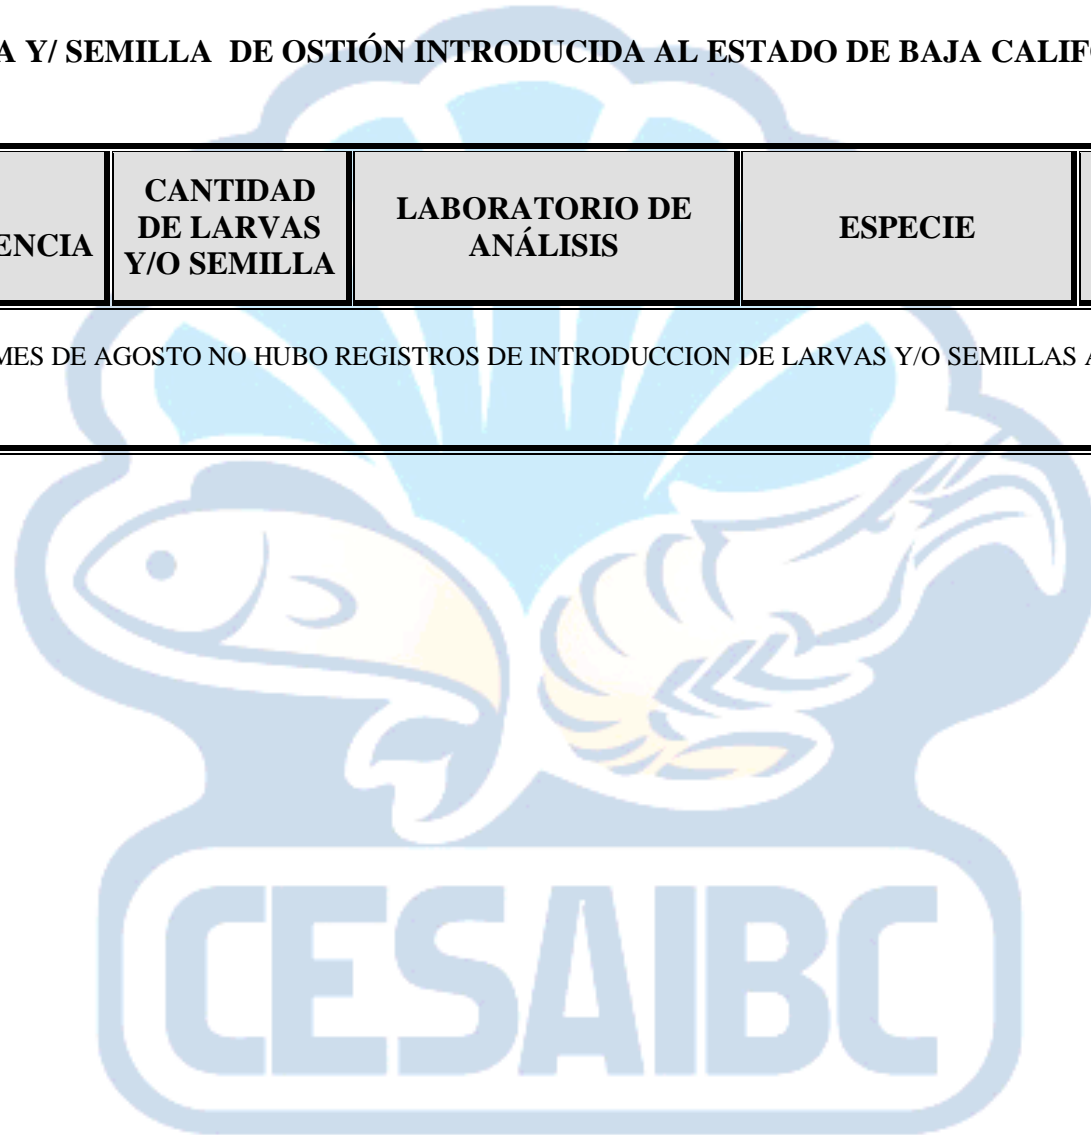 A Y/ SEMILLA DE OSTIÓN INTRODUCIDA AL ESTADO DE BAJA CALIF
ENCIA
CANTIDAD
DE LARVAS
Y/O SEMILLA
LABORATORIO DE
ANÁLISIS
ESPECIE
MES DE AGOSTO NO HUBO REGISTROS DE INTRODUCCION DE LARVAS Y/O SEMILLAS A
CESAIBC